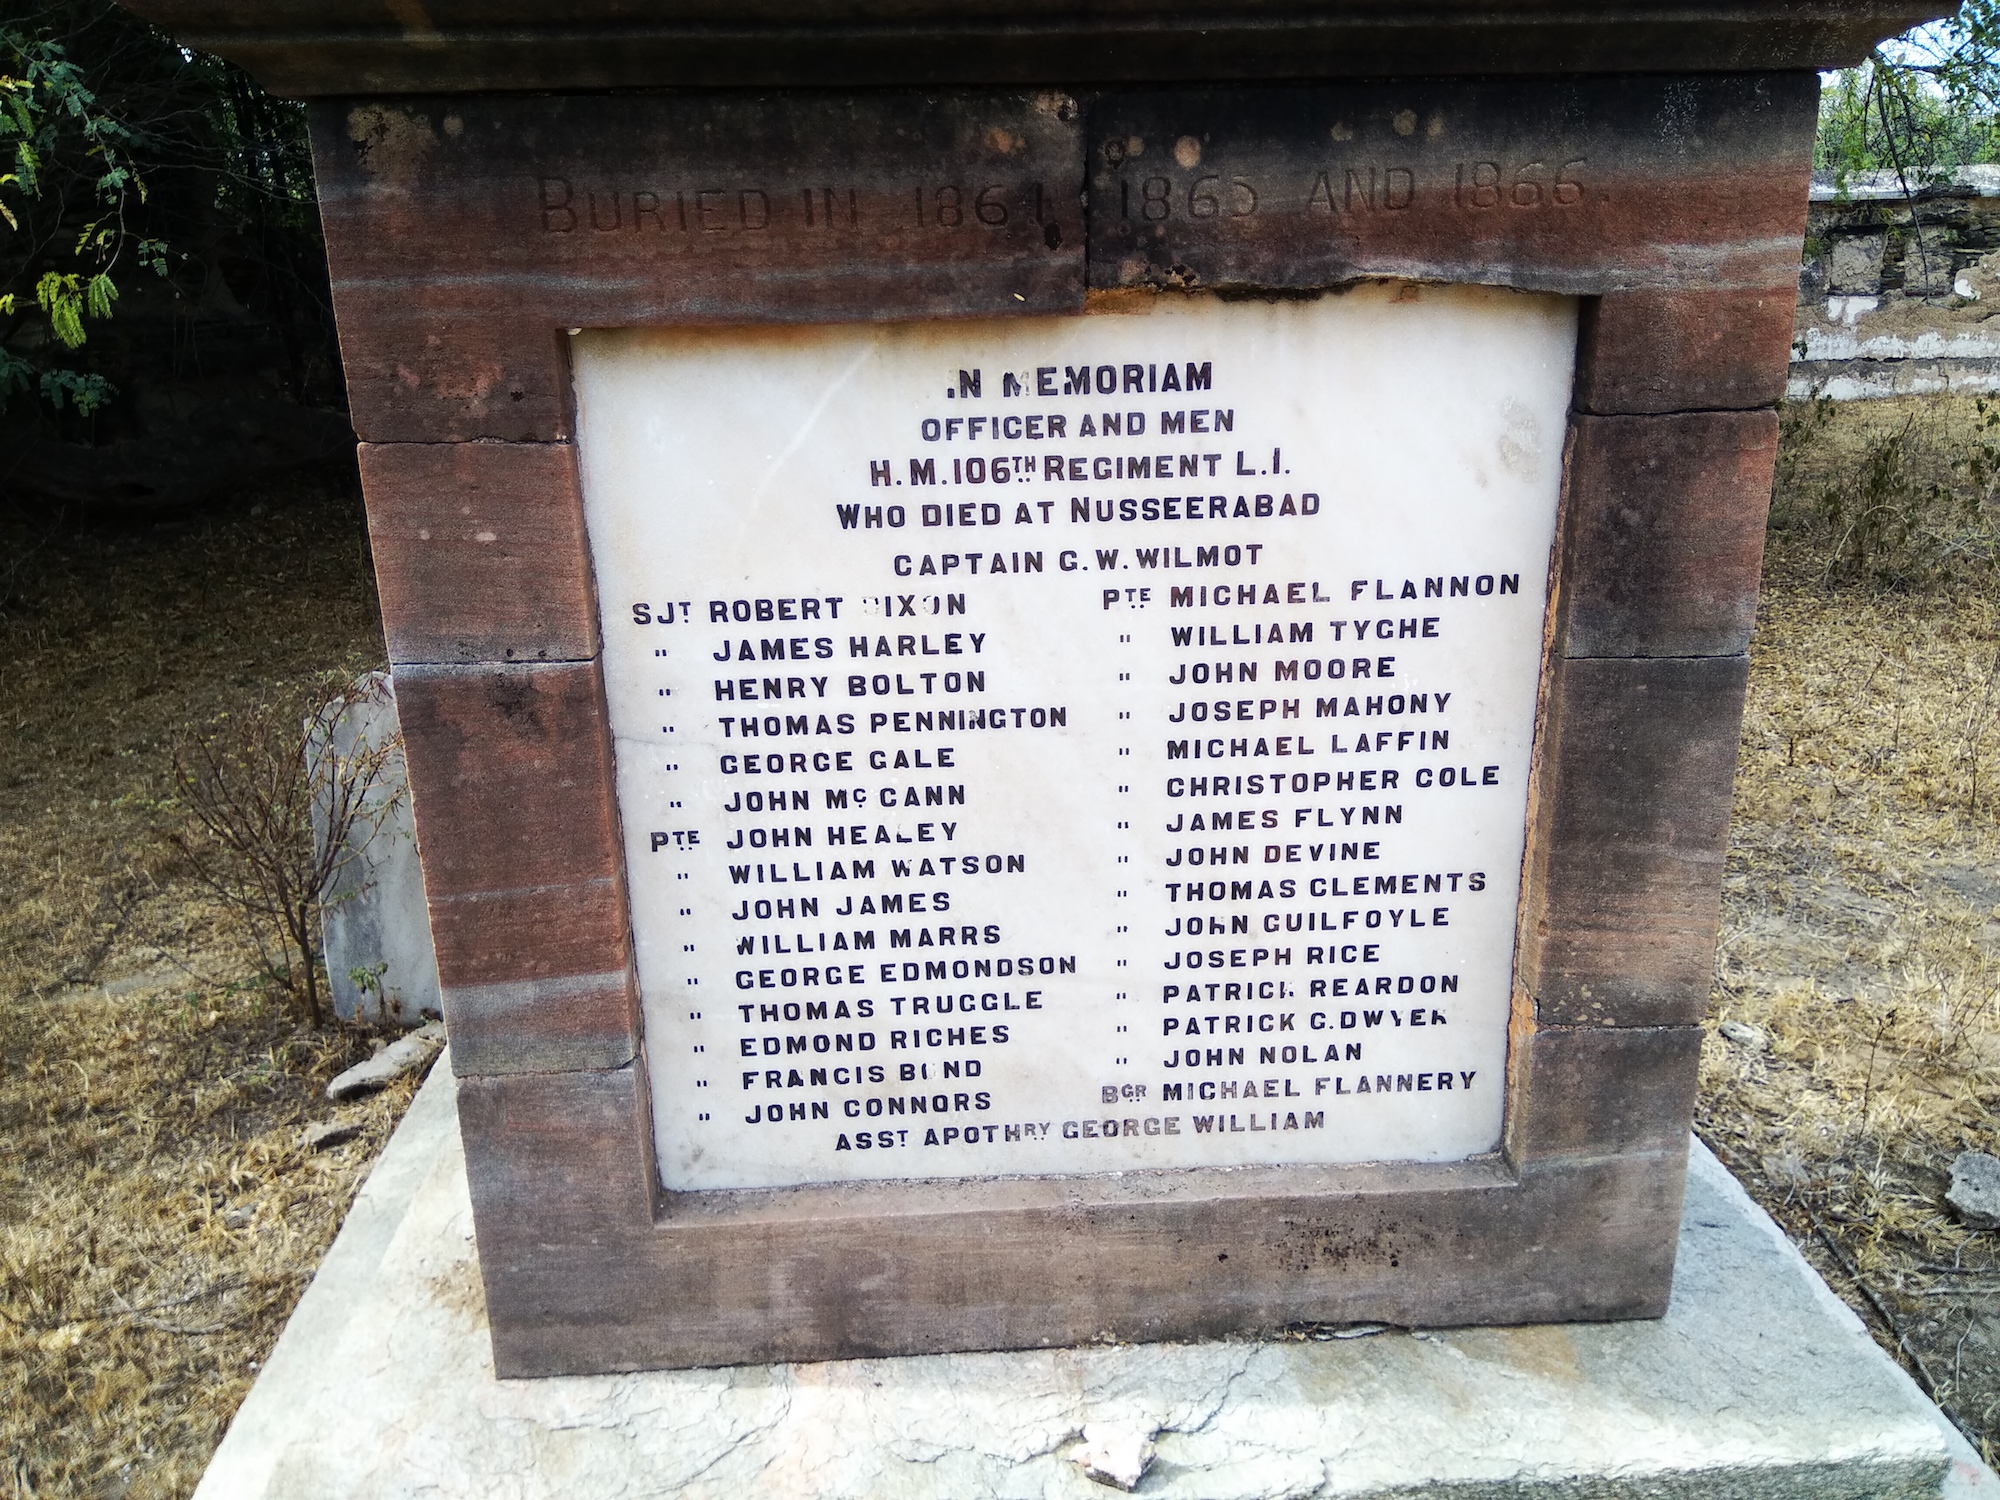 BURIED IN 1864, 1865 AND 1866.
IN MEMORIAM
OFFICER AND MEN
H.M.106TH REGIMENT L.I.
WHO DIED AT NUSSEERABAD
CAPTAIN G.W.WILMOT
SJT ROBERT DIXON
" JAMES HARLEY
" HENRY BOLTON
" THOMAS PENNINGTON
" GEORGE GALE
" JOHN MCCANN
PTE JOHN HEALEY
" WILLIAM WATSON
" JOHN JAMES
" WILLIAM MARRS
" GEORGE EDMONDSON
" THOMAS TRUGGLE
" EDMOND RICHES
" FRANCIS
" JOHN CONNORS
PTE MICHAEL FLANNON
" WILLIAM TYGHE
" JOHN MOORE
" JOSEPH MAHONY
" MICHAEL LAFFIN
" CHRISTOPHER COLE
" JAMES FLYNN
" JOHN DEVINE
" THOMAS CLEMENTS
" JOHN GUILFOYLE
" JOSEPH RICE
" PATRICK REARDON
" PATRICK G.DWYER
" JOHN NOLAN
BGR MICHAEL FLANNERY
ASST APOTHRY GEORGE WILLIAM